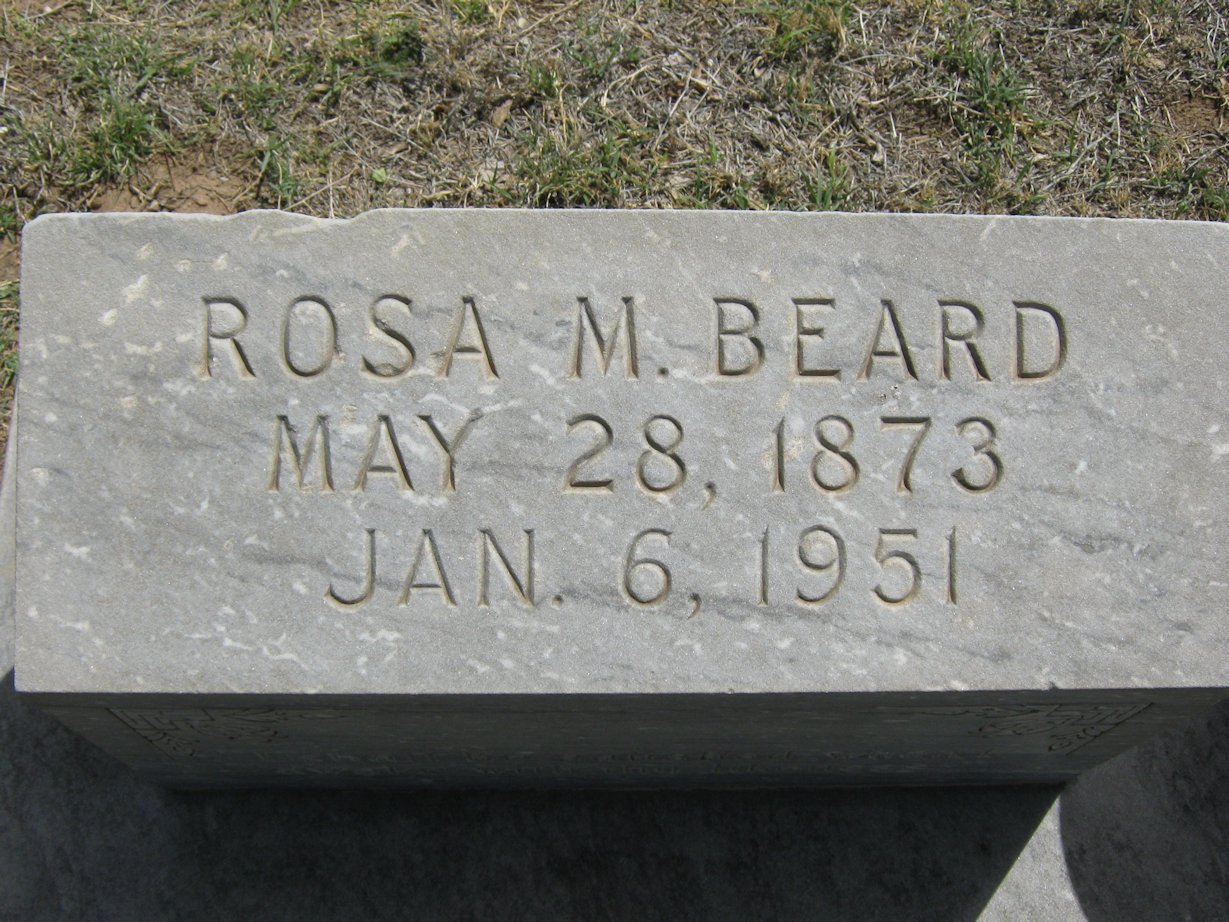 ROSA M. BEARD
MAY 28, 1873
JAN. 6, 1951